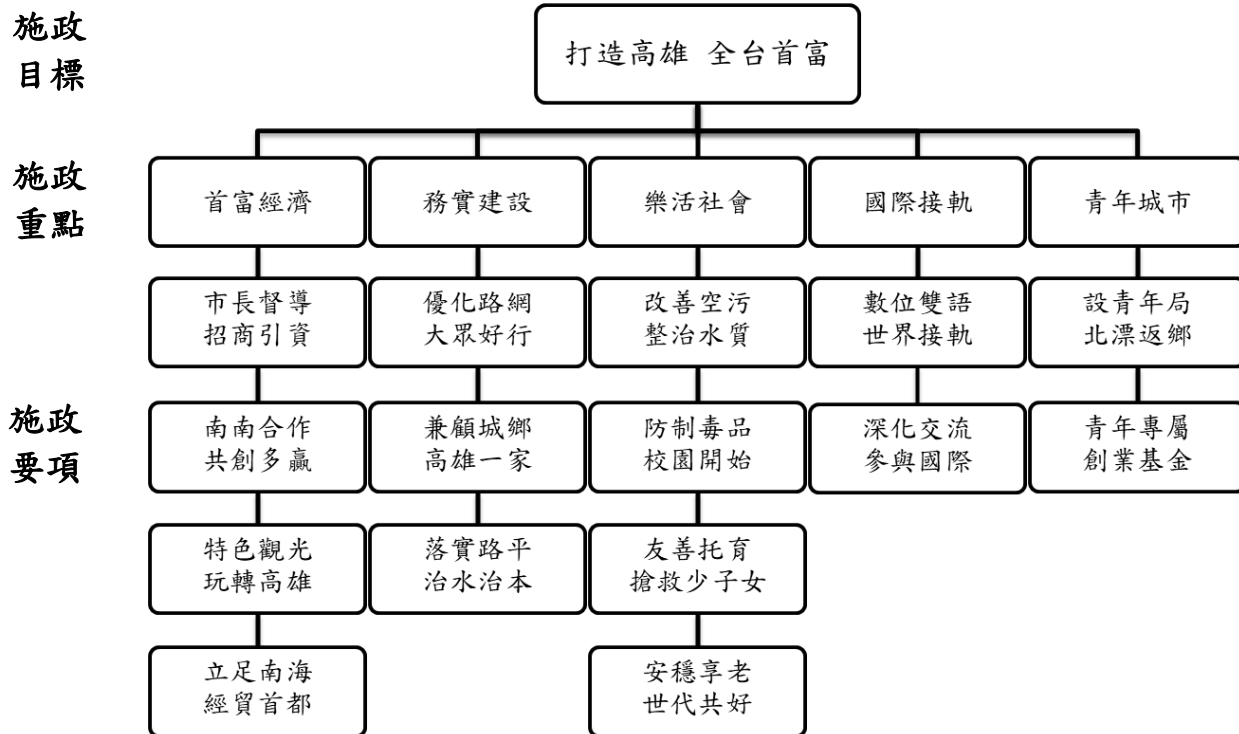 施政
目標
打造高雄 全台首富
施政
重點
首富經濟
務實建設
樂活社會
國際接軌
青年城市
市長督導
招商引資
優化路網
大眾好行
改善空污
整治水質
數位雙語
世界接軌
設青年局
北漂返鄉
施政
要項
南南合作
共創多贏
兼顧城鄉
高雄一家
防制毒品
校園開始
深化交流
參與國際
青年專屬
創業基金
特色觀光
玩轉高雄
落實路平
治水治本
友善托育
搶救少子女
立足南海
經貿首都
安穩享老
世代共好